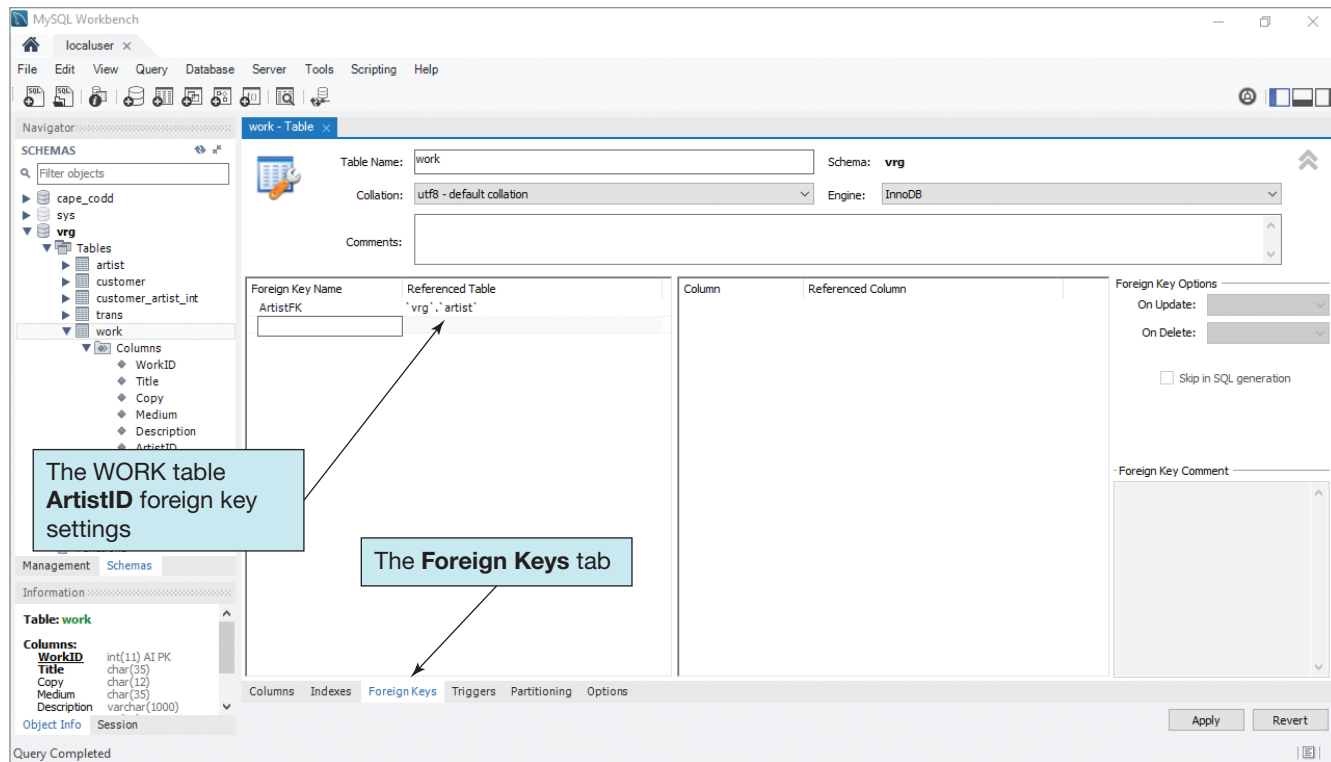 MySQL Workbench
localuser ×
File Edit View Query Database Server Tools Scripting Help
Navigator
SCHEMAS
Filter objects
cape_codd
sys
vrg
Tables
artist
customer
customer_artist_int
trans
work
Columns
WorkID
Title
Copy
Medium
Description
ArtistID
Management Schemas
Information
Table: work
Columns:
WorkID int(11) AI PK
Title char(35)
Copy char(12)
Medium char(35)
Description varchar(1000)
Object Info Session
Query Completed
work - Table ×
Table Name: work Schema: vrg
Collation: utf8 - default collation Engine: InnoDB
Comments:
Foreign Key Name Referenced Table
ArtistFK `vrg`.`artist`
Column Referenced Column
Foreign Key Options
On Update:
On Delete:
Skip in SQL generation
Foreign Key Comment
The WORK table
ArtistID foreign key
settings
The Foreign Keys tab
Columns Indexes Foreign Keys Triggers Partitioning Options
Apply Revert